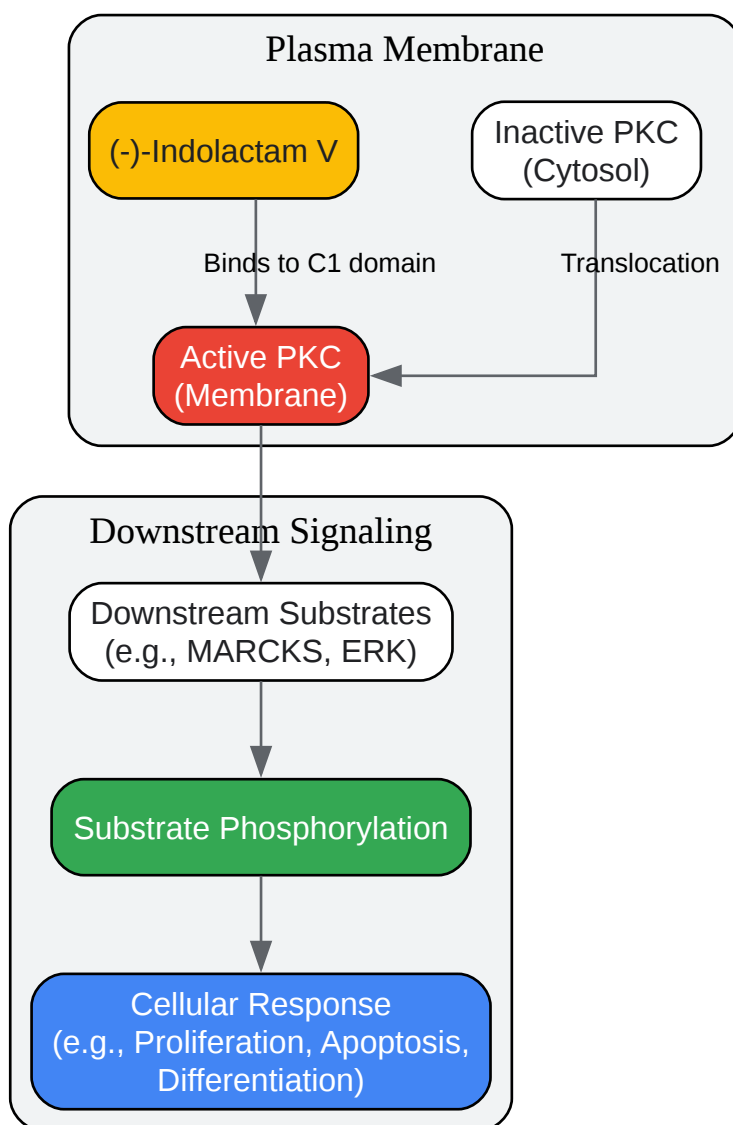 Plasma Membrane
(-)-Indolactam V
Inactive PKC
(Cytosol)
Binds to C1 domain
Translocation
Active PKC
(Membrane)
Downstream Signaling
Downstream Substrates
(e.g., MARCKS, ERK)
Substrate Phosphorylation
Cellular Response
(e.g., Proliferation, Apoptosis,
Differentiation)